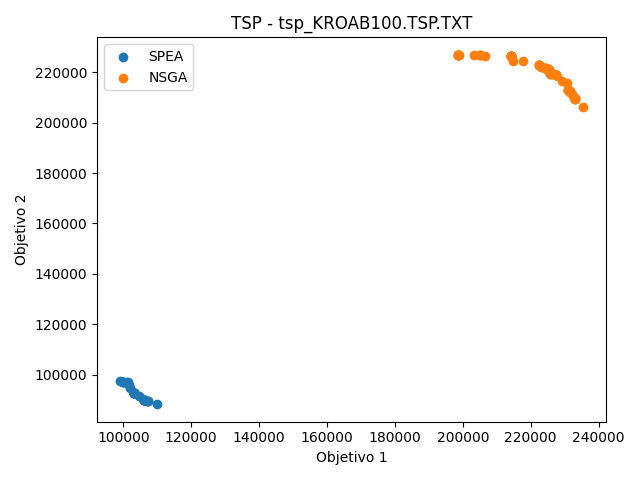 TSP - tsp_KROAB100.TSP.TXT
SPEA
NSGA
220000
200000
180000
160000
140000
120000
100000
Objetivo 2
100000 120000 140000 160000 180000 200000 220000 240000
Objetivo 1